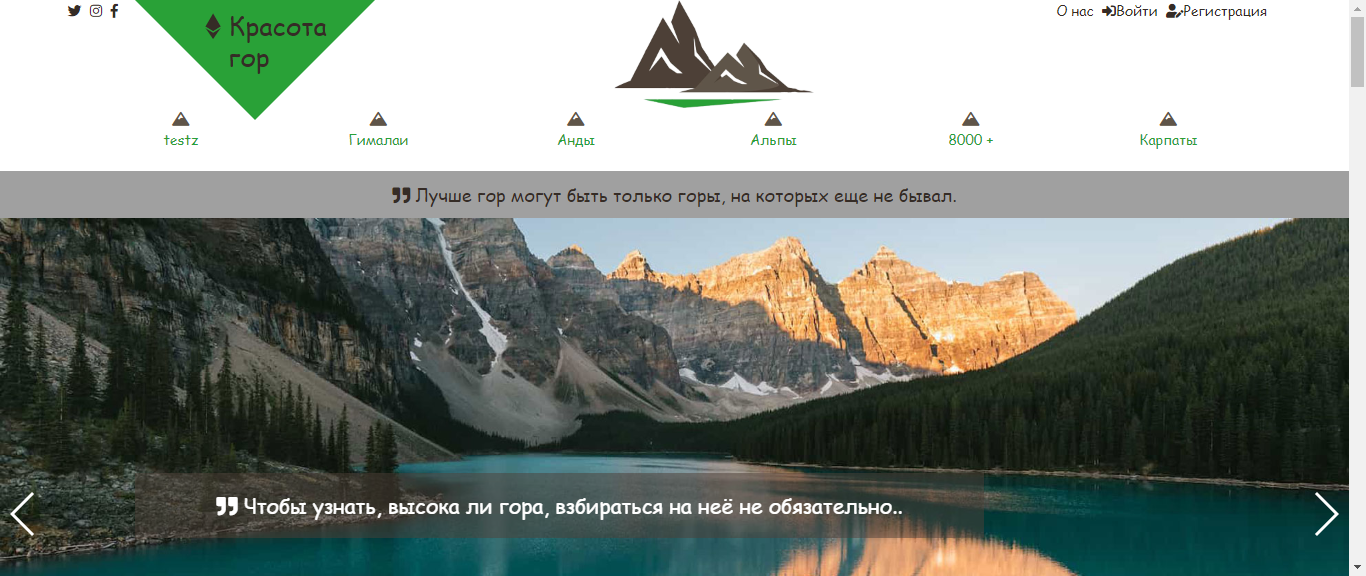 Красота
гор
О нас Войти Регистрация
testz Гималаи Анды Альпы 8000 + Карпаты
Лучше гор могут быть только горы, на которых еще не бывал.
Чтобы узнать, высока ли гора, взбираться на неё не обязательно..